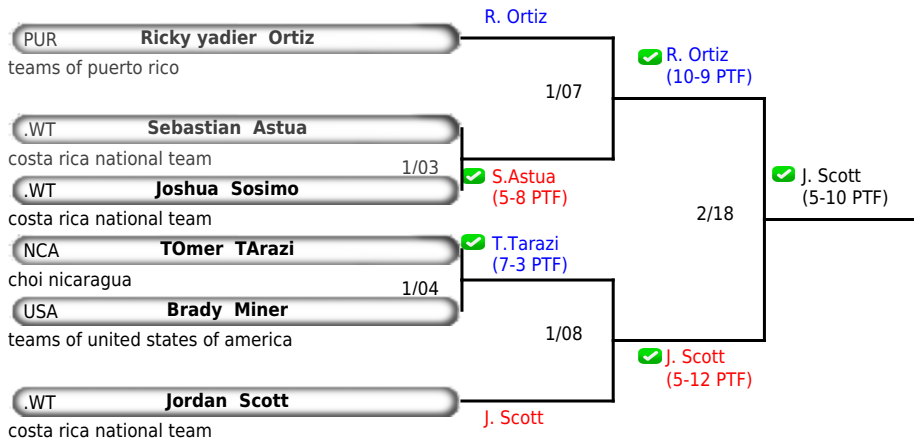 R. Ortiz
PUR Ricky yadier Ortiz
teams of puerto rico
R. Ortiz
(10-9 PTF)
1/07
.WT Sebastian Astua
costa rica national team
1/03
.WT Joshua Sosimo
costa rica national team
S.Astua
(5-8 PTF)
J. Scott
(5-10 PTF)
2/18
NCA TOmer TArazi
choi nicaragua
T.Tarazi
(7-3 PTF)
1/04
USA Brady Miner
teams of united states of america
1/08
J. Scott
(5-12 PTF)
.WT Jordan Scott
costa rica national team
J. Scott